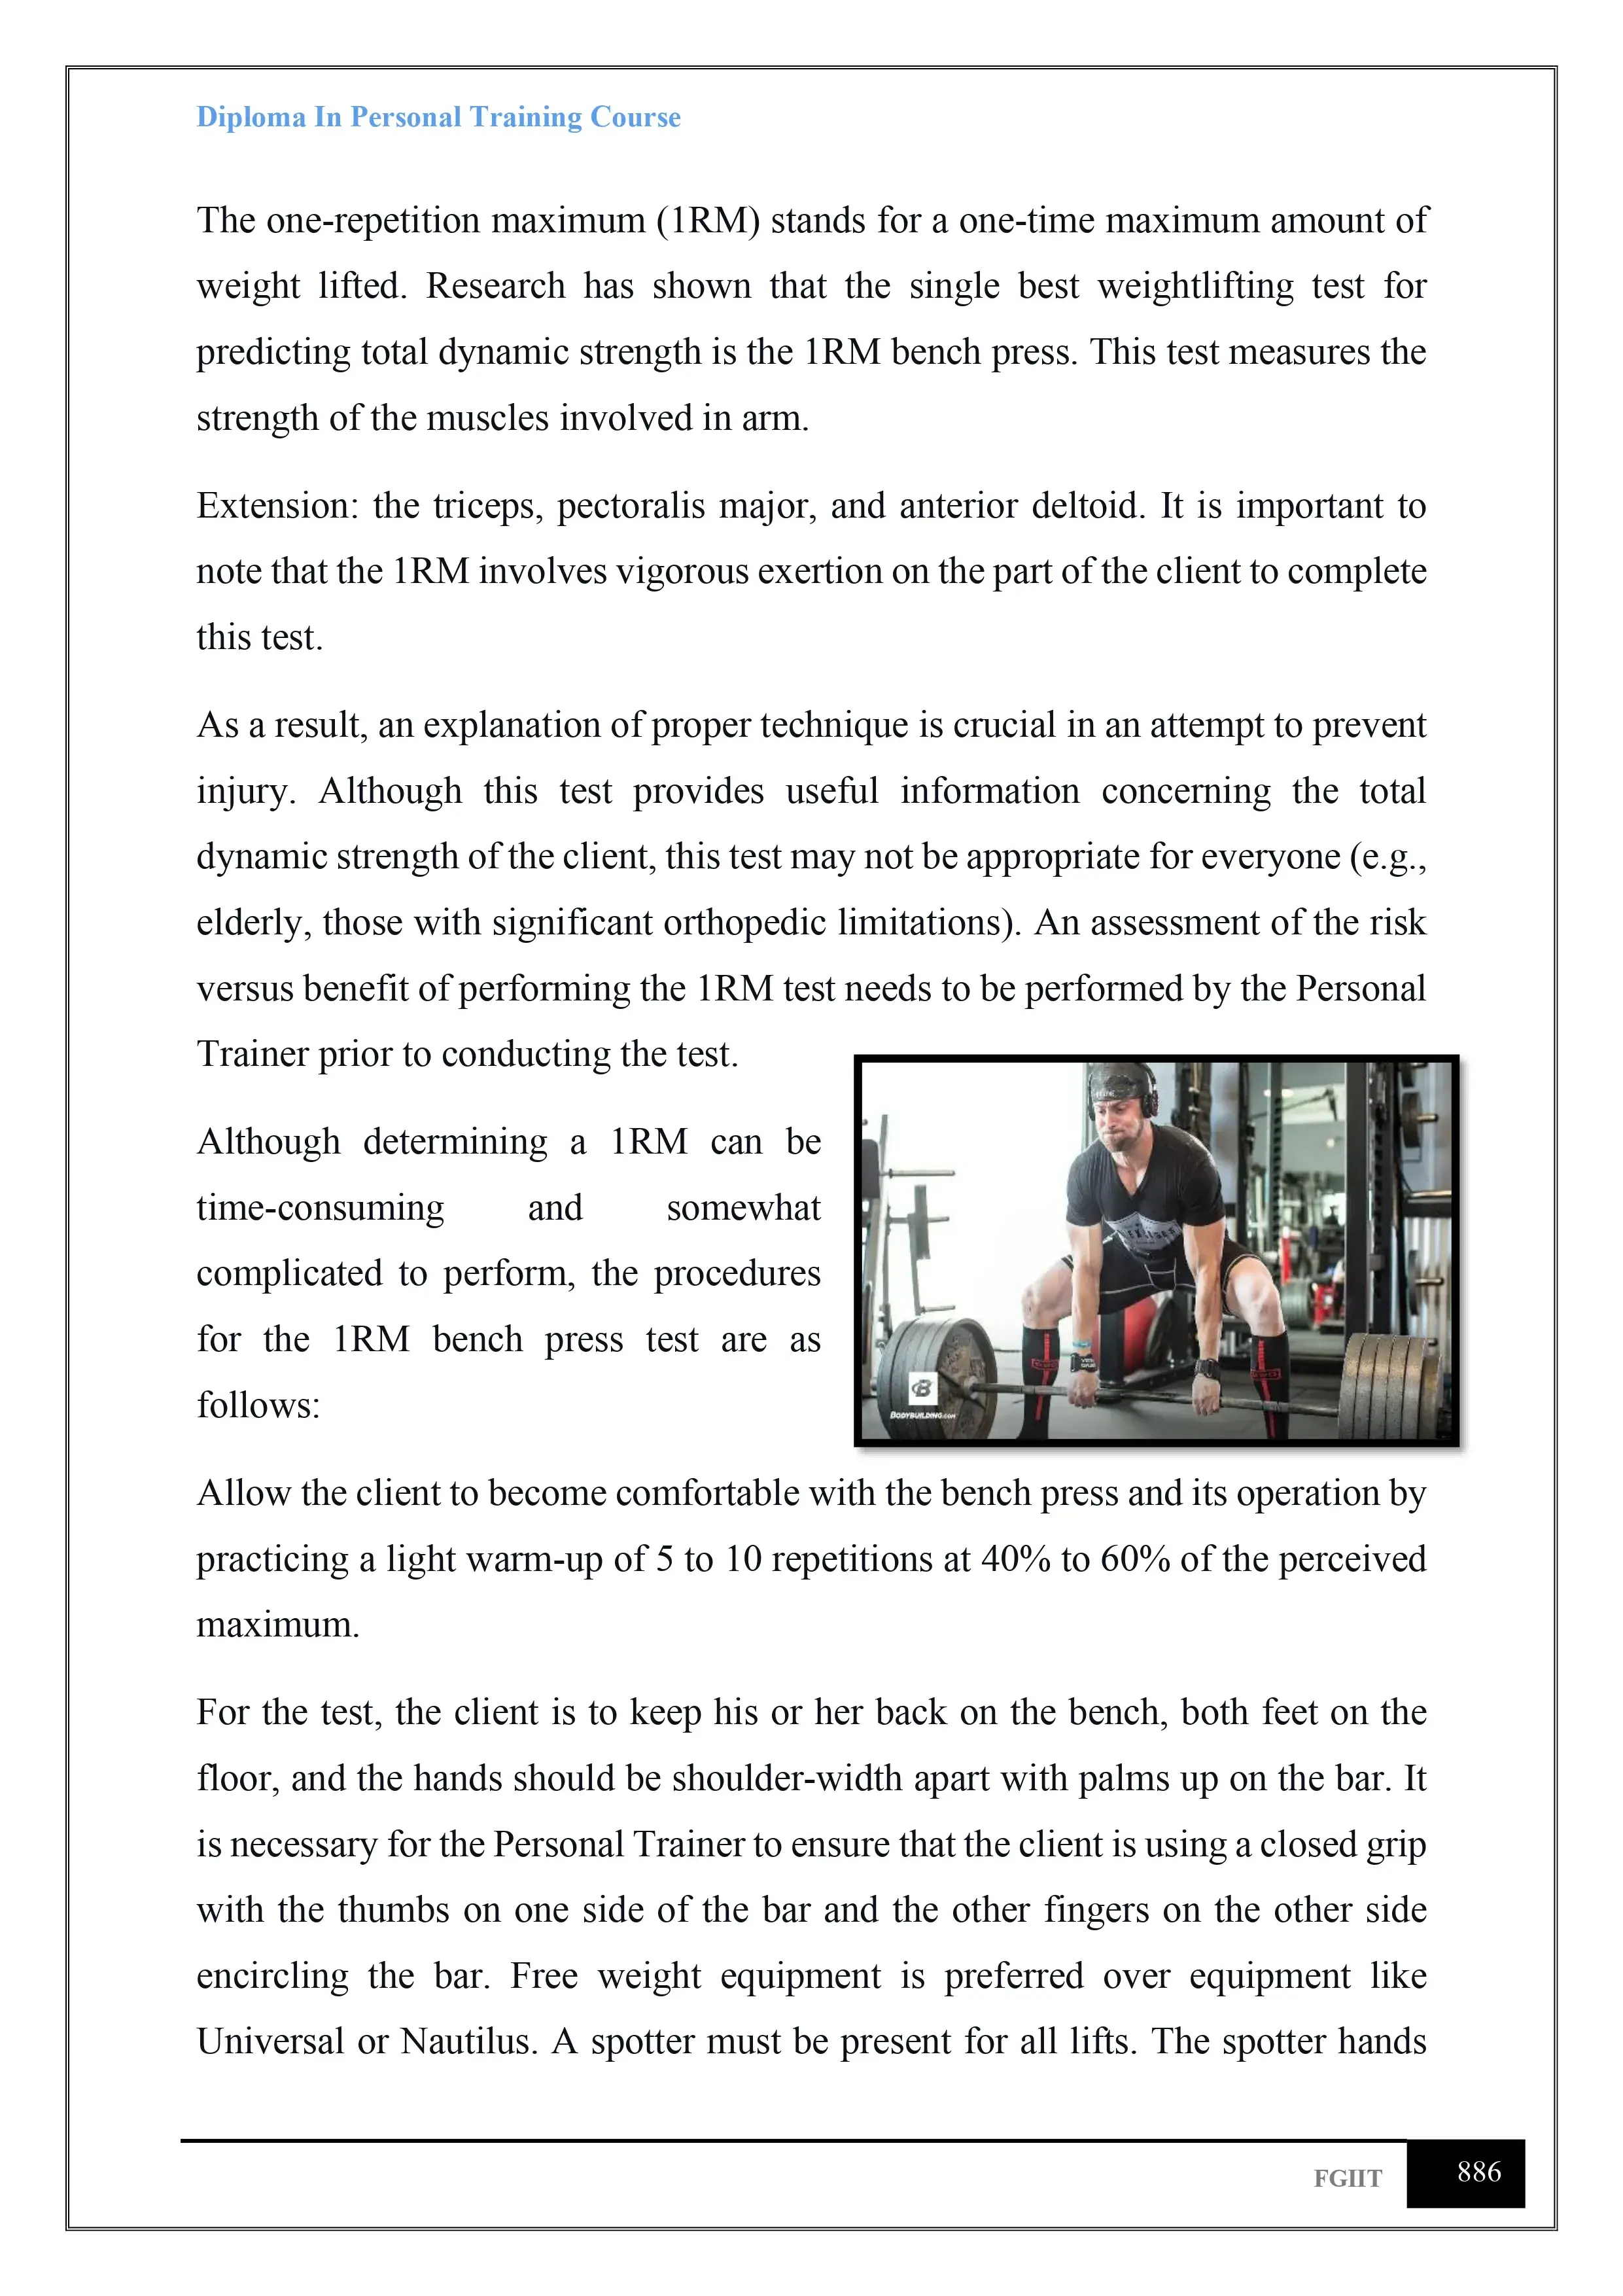 Diploma In Personal Training Course
The one-repetition maximum (1RM) stands for a one-time maximum amount of
weight lifted. Research has shown that the single best weightlifting test for
predicting total dynamic strength is the 1RM bench press. This test measures the
strength of the muscles involved in arm.
Extension: the triceps, pectoralis major, and anterior deltoid. It is important to
note that the 1RM involves vigorous exertion on the part of the client to complete
this test.
As a result, an explanation of proper technique is crucial in an attempt to prevent
injury. Although this test provides useful information concerning the total
dynamic strength of the client, this test may not be appropriate for everyone (e.g.,
elderly, those with significant orthopedic limitations). An assessment of the risk
versus benefit of performing the 1RM test needs to be performed by the Personal
Trainer prior to conducting the test.
Although determining a 1RM can be
time-consuming and somewhat
complicated to perform, the procedures
for the 1RM bench press test are as
follows:
B
BODYBUILDING.com
Allow the client to become comfortable with the bench press and its operation by
practicing a light warm-up of 5 to 10 repetitions at 40% to 60% of the perceived
maximum.
For the test, the client is to keep his or her back on the bench, both feet on the
floor, and the hands should be shoulder-width apart with palms up on the bar. It
is necessary for the Personal Trainer to ensure that the client is using a closed grip
with the thumbs on one side of the bar and the other fingers on the other side
encircling the bar. Free weight equipment is preferred over equipment like
Universal or Nautilus. A spotter must be present for all lifts. The spotter hands
FGIIT
886